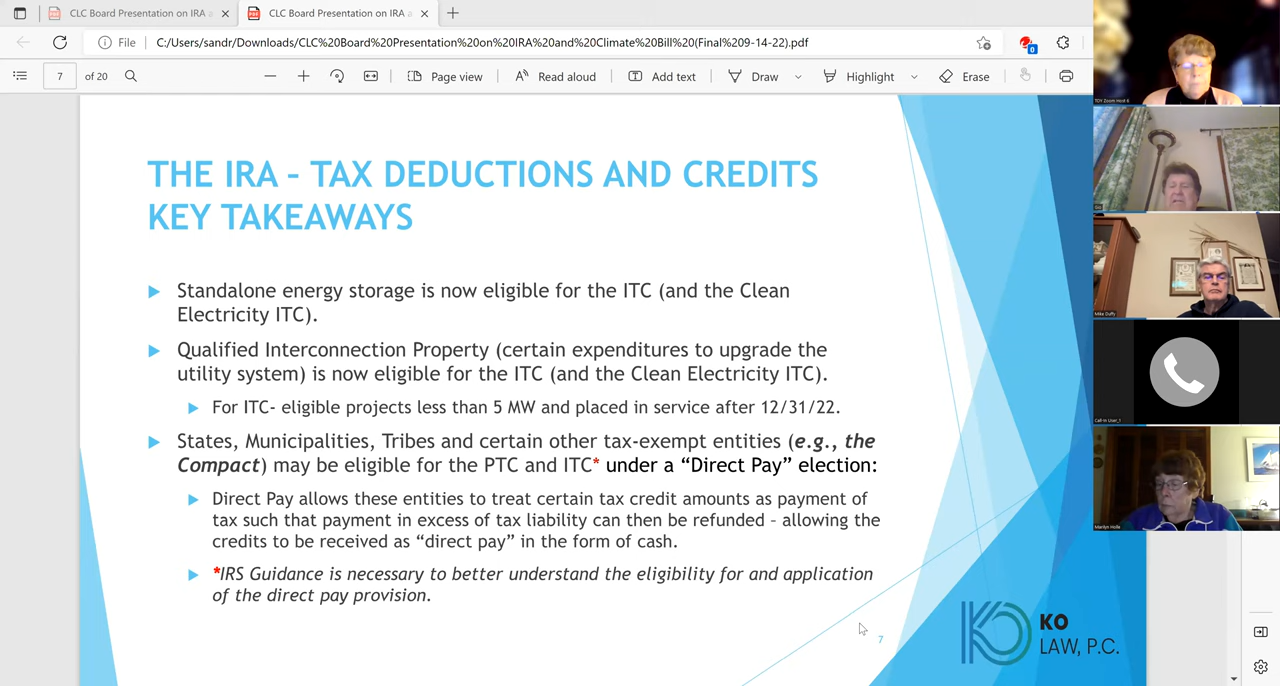 CLC Board Presentation on IRA a
CLC Board Presentation on IRA a
File
C:/Users/sandr/Downloads/CLC%20Board%20Presentation%20on%20IRA%20and%20Climate%20Bill%20(Final%209-14-22).pdf
7
of 20
Page view
Read aloud
Add text
Draw
Highlight
Erase
THE IRA – TAX DEDUCTIONS AND CREDITS
KEY TAKEAWAYS
Standalone energy storage is now eligible for the ITC (and the Clean
Electricity ITC).
Qualified Interconnection Property (certain expenditures to upgrade the
utility system) is now eligible for the ITC (and the Clean Electricity ITC).
For ITC- eligible projects less than 5 MW and placed in service after 12/31/22.
States, Municipalities, Tribes and certain other tax-exempt entities (e.g., the
Compact) may be eligible for the PTC and ITC* under a “Direct Pay” election:
Direct Pay allows these entities to treat certain tax credit amounts as payment of
tax such that payment in excess of tax liability can then be refunded – allowing the
credits to be received as “direct pay” in the form of cash.
*IRS Guidance is necessary to better understand the eligibility for and application
of the direct pay provision.
7
KO
LAW, P.C.
Mike Duffy
Call-In User_1